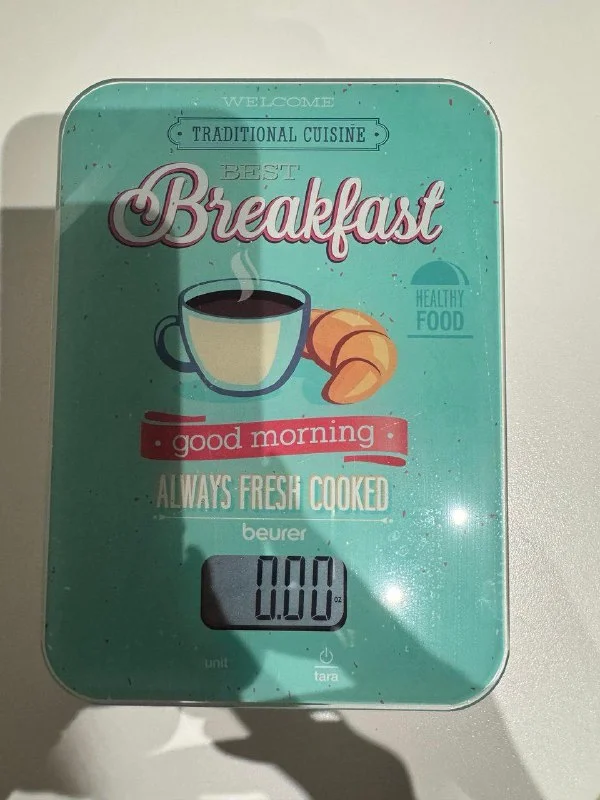 WELCOME
TRADITIONAL CUISINE
BEST
Breakfast
HEALTHY
FOOD
· good morning ·
ALWAYS FRESH COOKED
beurer
0.00 oz
unit
tara